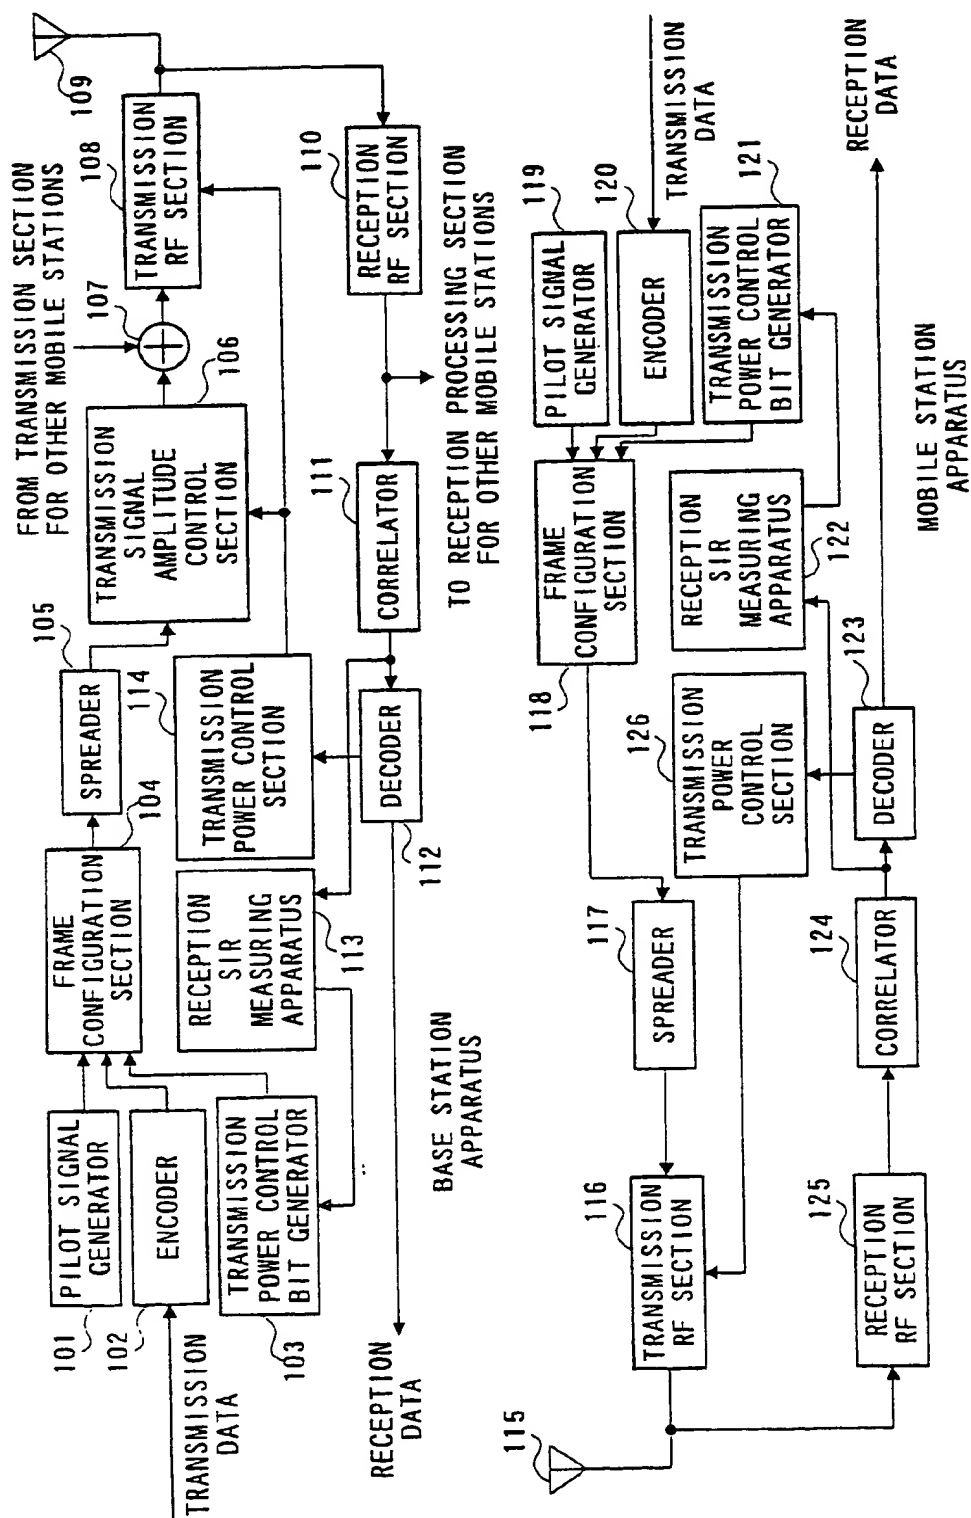 FROM TRANSMISSION SECTION
FOR OTHER MOBILE STATIONS
101
PILOT SIGNAL
GENERATOR
102
ENCODER
TRANSMISSION
DATA
103
TRANSMISSION
POWER CONTROL
BIT GENERATOR
FRAME
CONFIGURATION
SECTION
104
105
SPREADER
TRANSMISSION
SIGNAL
AMPLITUDE
CONTROL
SECTION
106
107
108
TRANSMISSION
RF SECTION
109
RECEPTION
SIR
MEASURING
APPARATUS
113
114
TRANSMISSION
POWER CONTROL
SECTION
DECODER
112
111
CORRELATOR
110
RECEPTION
RF SECTION
TO RECEPTION PROCESSING SECTION
FOR OTHER MOBILE STATIONS
RECEPTION
DATA
BASE STATION
APPARATUS
115
116
TRANSMISSION
RF SECTION
117
SPREADER
118
FRAME
CONFIGURATION
SECTION
119
PILOT SIGNAL
GENERATOR
120
ENCODER
TRANSMISSION
DATA
121
TRANSMISSION
POWER CONTROL
BIT GENERATOR
126
TRANSMISSION
POWER
CONTROL
SECTION
RECEPTION
SIR
MEASURING
APPARATUS
122
125
RECEPTION
RF SECTION
124
CORRELATOR
123
DECODER
RECEPTION
DATA
MOBILE STATION
APPARATUS